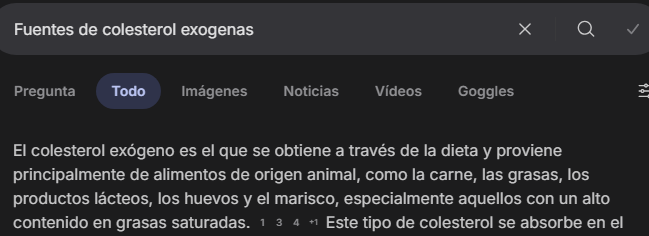 Fuentes de colesterol exogenas
Pregunta Todo Imágenes Noticias Vídeos Goggles
El colesterol exógeno es el que se obtiene a través de la dieta y proviene
principalmente de alimentos de origen animal, como la carne, las grasas, los
productos lácteos, los huevos y el marisco, especialmente aquellos con un alto
contenido en grasas saturadas. 1 3 4 +1 Este tipo de colesterol se absorbe en el